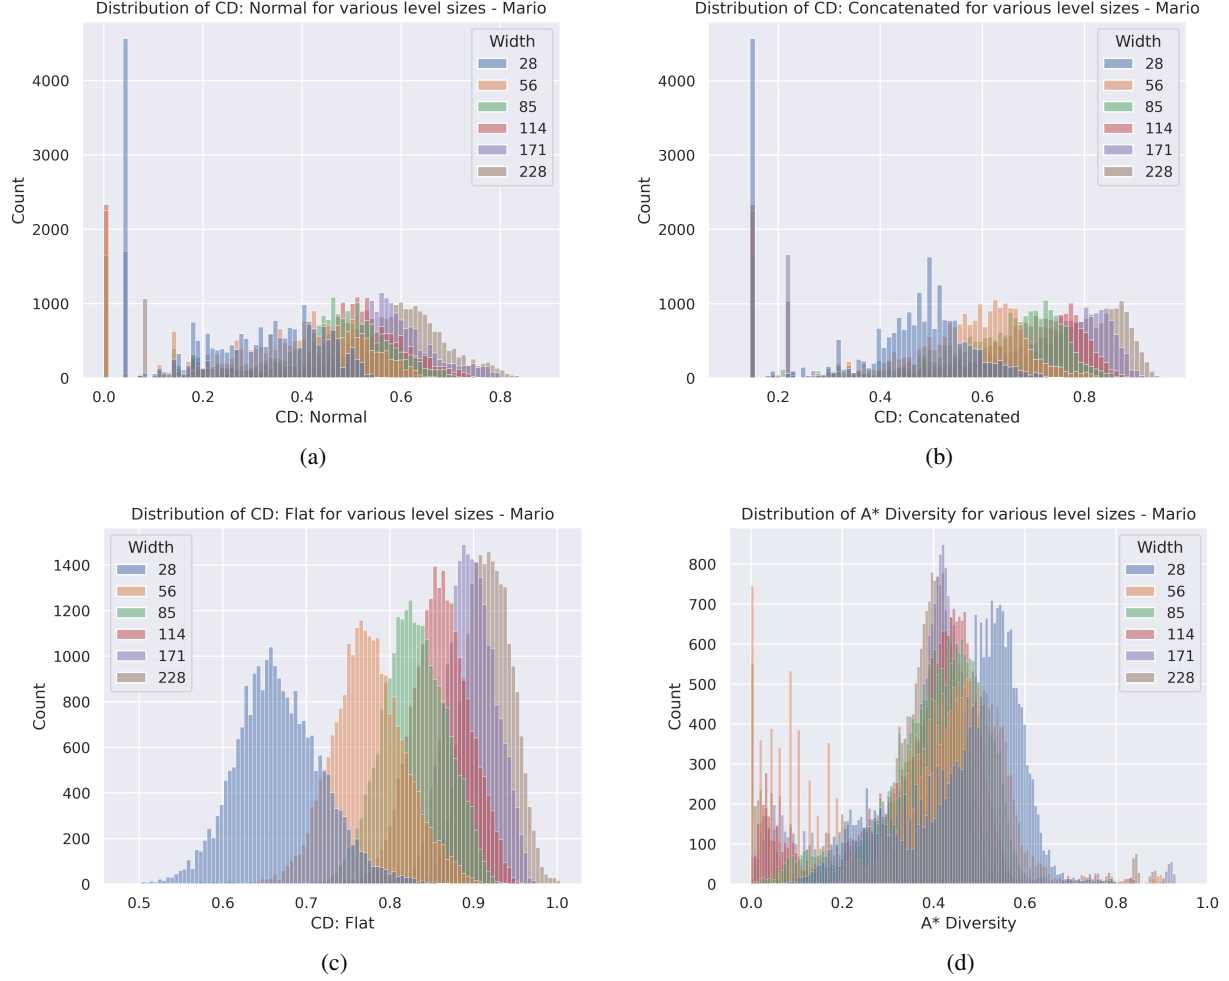 Distribution of CD: Normal for various level sizes - Mario
Width
28
56
85
114
171
228
Count
4000
3000
2000
1000
0
0.0 0.2 0.4 0.6 0.8
CD: Normal
(a)
Distribution of CD: Concatenated for various level sizes - Mario
Width
28
56
85
114
171
228
Count
4000
3000
2000
1000
0
0.2 0.4 0.6 0.8
CD: Concatenated
(b)
Distribution of CD: Flat for various level sizes - Mario
Width
28
56
85
114
171
228
Count
1400
1200
1000
800
600
400
200
0
0.5 0.6 0.7 0.8 0.9 1.0
CD: Flat
(c)
Distribution of A* Diversity for various level sizes - Mario
Width
28
56
85
114
171
228
Count
800
700
600
500
400
300
200
100
0
0.0 0.2 0.4 0.6 0.8 1.0
A* Diversity
(d)